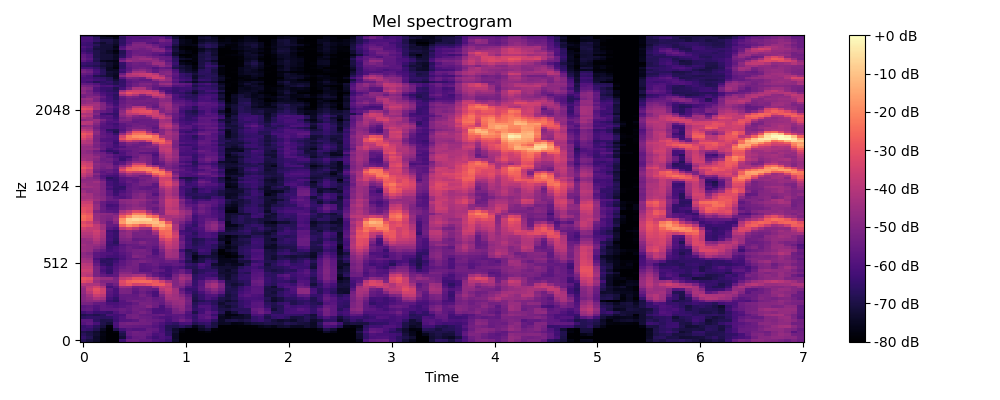 Mel spectrogram
Hz
2048
1024
512
0
0 1 2 3 4 5 6 7
Time
+0 dB
-10 dB
-20 dB
-30 dB
-40 dB
-50 dB
-60 dB
-70 dB
-80 dB